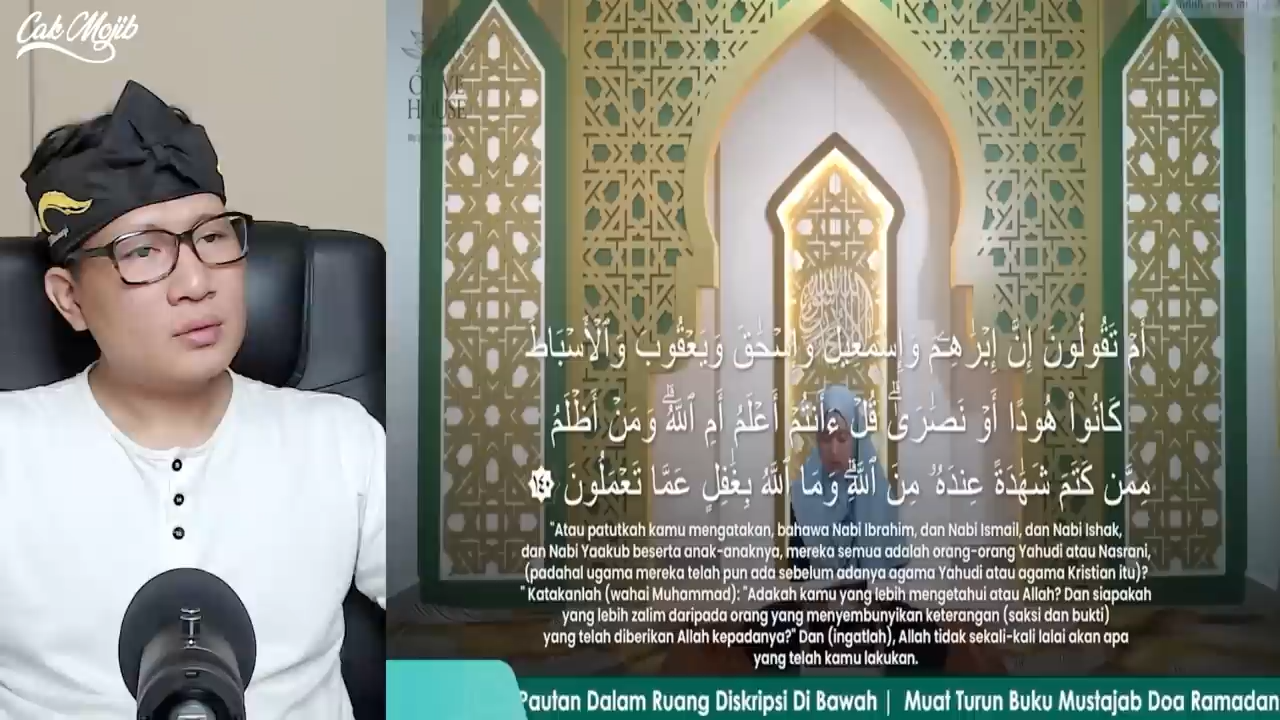 Cak Mojib
OLIVE
HOUSE
أَمْ تَقُولُونَ إِنَّ إِبْرَٰهِـۧمَ وَإِسْمَٰعِيلَ وَإِسْحَٰقَ وَيَعْقُوبَ وَٱلْأَسْبَاطَ
كَانُوا۟ هُودًا أَوْ نَصَٰرَىٰ ۗ قُلْ ءَأَنتُمْ أَعْلَمُ أَمِ ٱللَّهُ ۗ وَمَنْ أَظْلَمُ
مِمَّن كَتَمَ شَهَٰدَةً عِندَهُۥ مِنَ ٱللَّهِ ۗ وَمَا ٱللَّهُ بِغَٰفِلٍ عَمَّا تَعْمَلُونَ ١٤٠
"Atau patutkah kamu mengatakan, bahawa Nabi Ibrahim, dan Nabi Ismail, dan Nabi Ishak,
dan Nabi Yaakub beserta anak-anaknya, mereka semua adalah orang-orang Yahudi atau Nasrani,
(padahal ugama mereka telah pun ada sebelum adanya agama Yahudi atau agama Kristian itu)?
" Katakanlah (wahai Muhammad): "Adakah kamu yang lebih mengetahui atau Allah? Dan siapakah
yang lebih zalim daripada orang yang menyembunyikan keterangan (saksi dan bukti)
yang telah diberikan Allah kepadanya?" Dan (ingatlah), Allah tidak sekali-kali lalai akan apa
yang telah kamu lakukan.
Pautan Dalam Ruang Diskripsi Di Bawah | Muat Turun Buku Mustajab Doa Ramadan